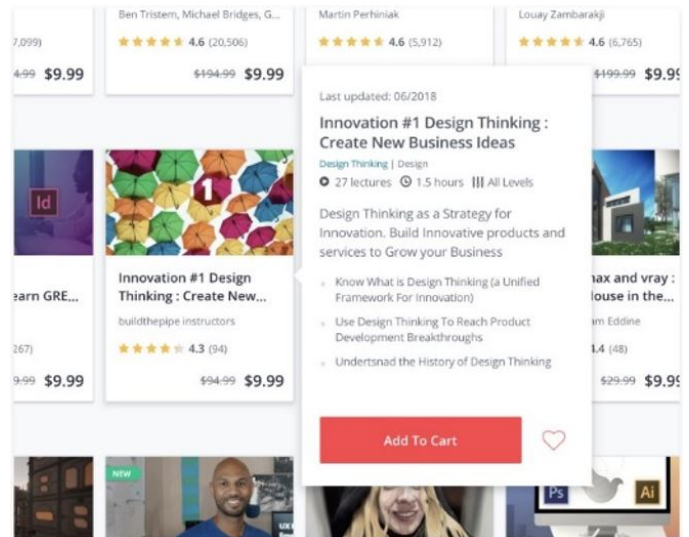 Ben Tristem, Michael Bridges, G...
Martin Perhiniak
Louay Zambarakji
7,099)
4.6 (20,506)
4.6 (5,912)
4.6 (6,765)
4.99 $9.99
$194.99 $9.99
$199.99 $9.99
Last updated: 06/2018
Innovation #1 Design Thinking :
Create New Business Ideas
Design Thinking | Design
27 lectures 1.5 hours All Levels
Design Thinking as a Strategy for
Innovation. Build Innovative products and
services to Grow your Business
Know What is Design Thinking (a Unified
Framework For Innovation)
Use Design Thinking To Reach Product
Development Breakthroughs
Undertsnad the History of Design Thinking
Add To Cart
Id
1
earn GRE...
Innovation #1 Design
Thinking : Create New...
max and vray :
House in the...
buildthepipe instructors
am Eddine
267)
4.3 (94)
4.4 (48)
9.99 $9.99
$94.99 $9.99
$29.99 $9.99
NEW
UX
Ps
Ai